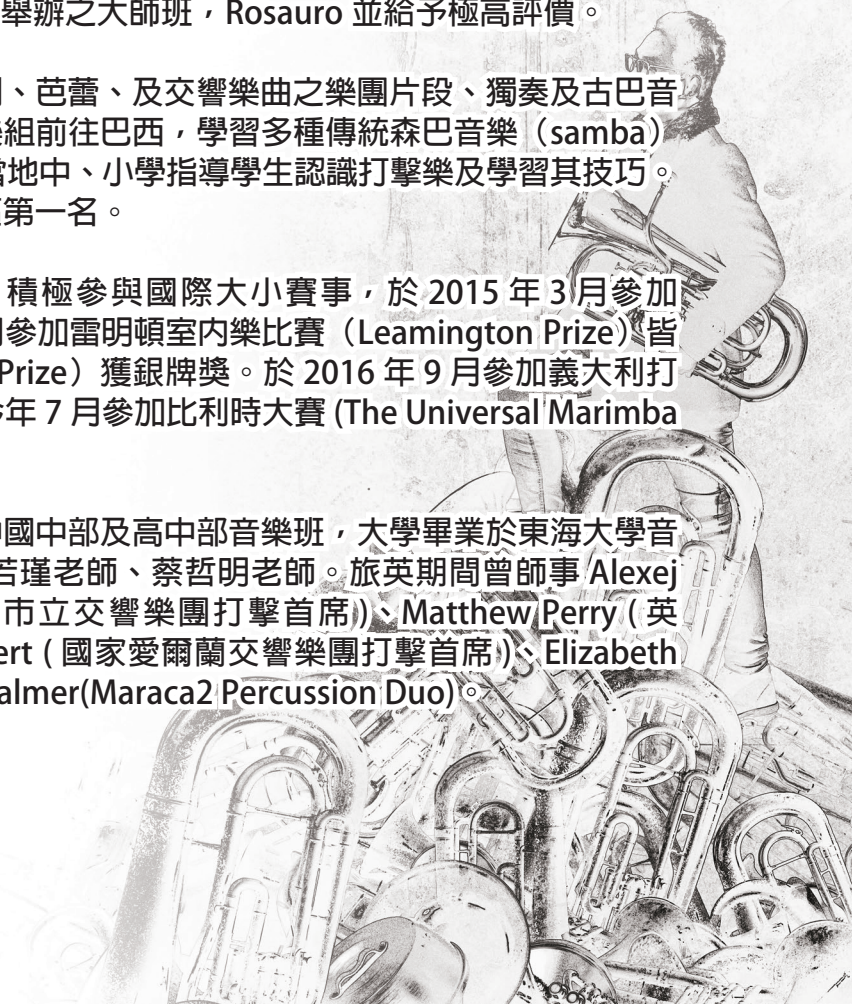 舉辦之大師班，Rosauro 並給予極高評價。
、芭蕾、及交響樂曲之樂團片段、獨奏及古巴音
組前往巴西，學習多種傳統森巴音樂（samba）
當地中、小學指導學生認識打擊樂及學習其技巧。
第一名。
積極參與國際大小賽事，於 2015 年 3 月參加
參加雷明頓室内樂比賽（Leamington Prize）皆
Prize）獲銀牌獎。於 2016 年 9 月參加義大利打
年 7 月參加比利時大賽 (The Universal Marimba
國中部及高中部音樂班，大學畢業於東海大學音
若瑾老師、蔡哲明老師。旅英期間曾師事 Alexej
市立交響樂團打擊首席)、Matthew Perry ( 英
ert ( 國家愛爾蘭交響樂團打擊首席 )、Elizabeth
almer(Maraca2 Percussion Duo)。